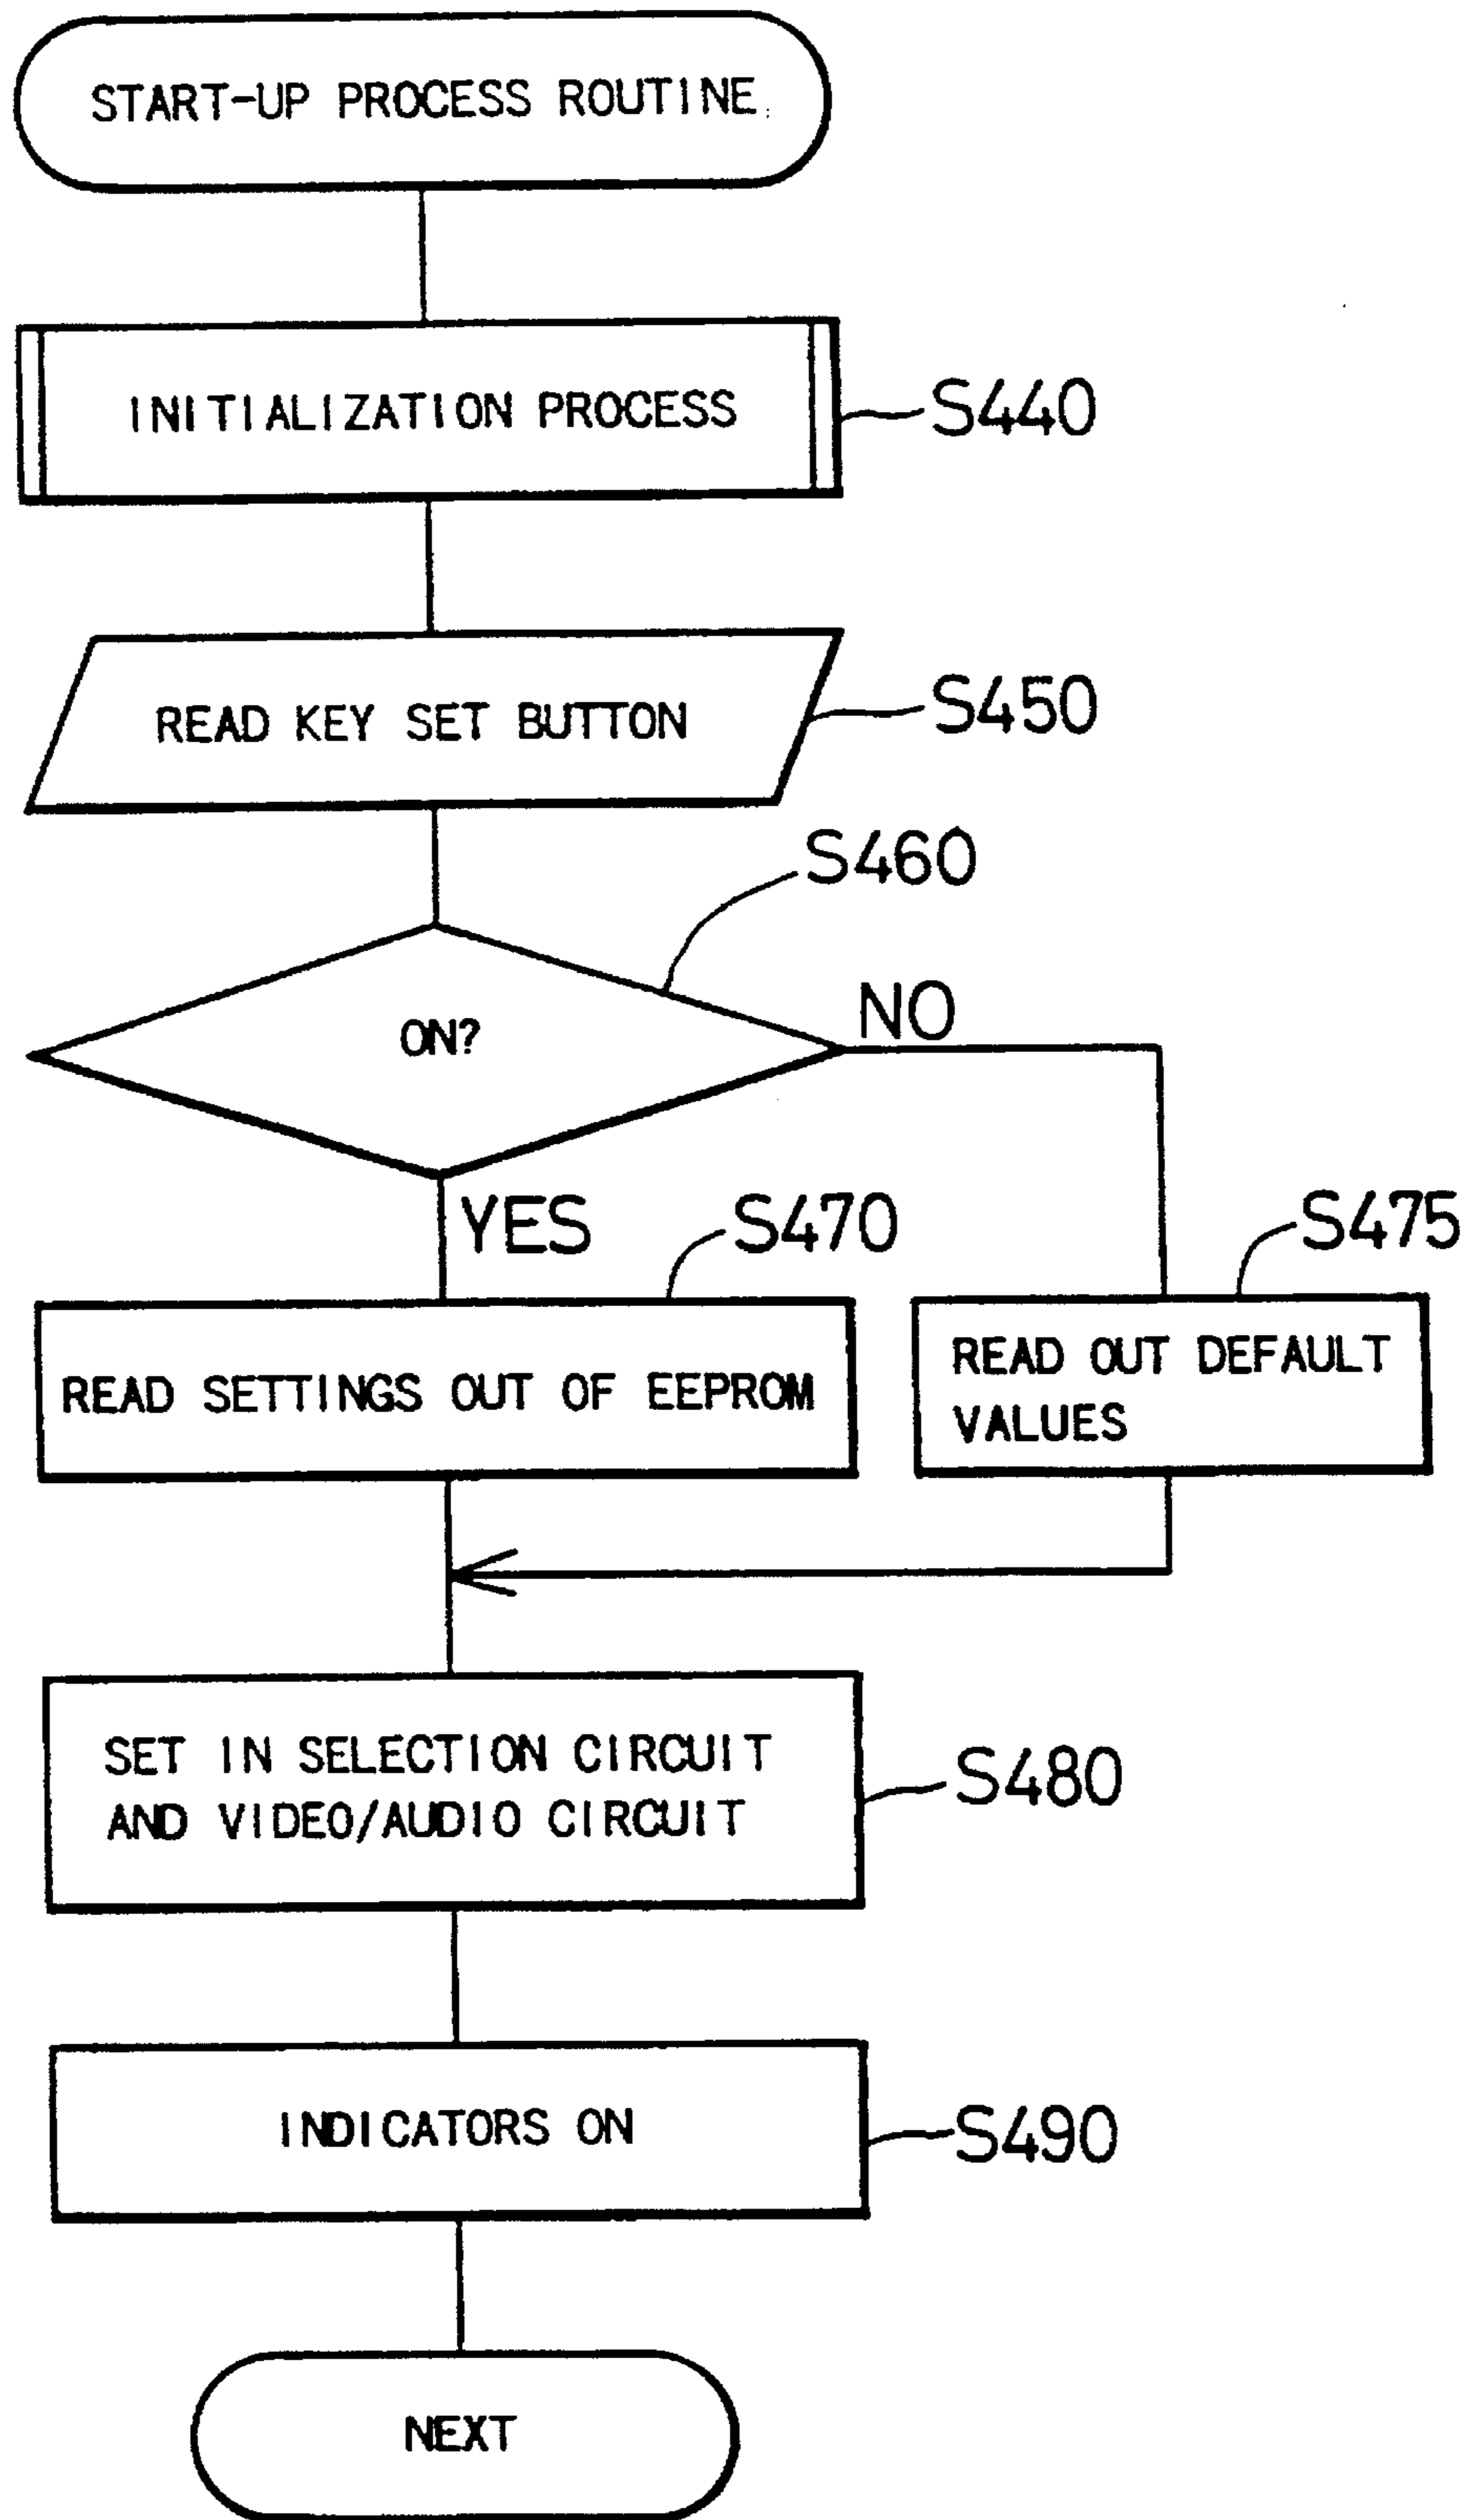 START-UP PROCESS ROUTINE
INITIALIZATION PROCESS
S440
READ KEY SET BUTTON
S450
S460
ON?
NO
YES
S470
S475
READ SETTINGS OUT OF EEPROM
READ OUT DEFAULT
VALUES
SET IN SELECTION CIRCUIT
AND VIDEO/AUDIO CIRCUIT
S480
INDICATORS ON
S490
NEXT